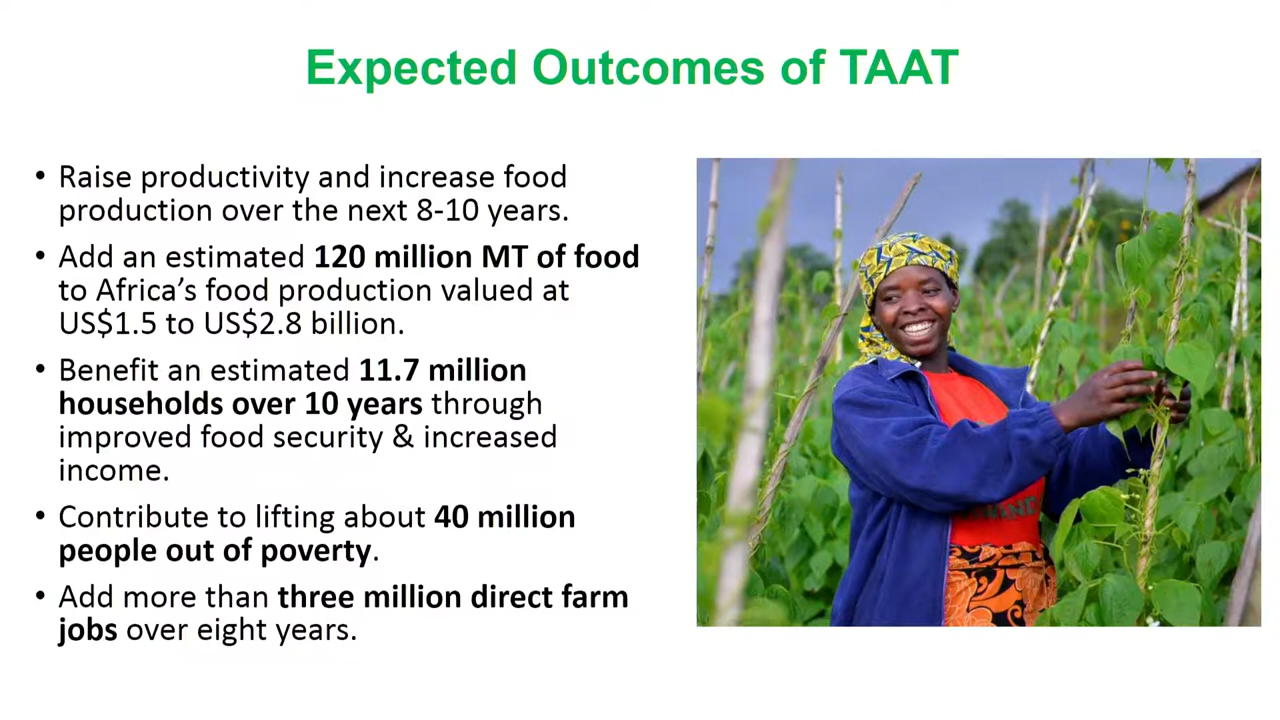 Expected Outcomes of TAAT
• Raise productivity and increase food
production over the next 8-10 years.
• Add an estimated 120 million MT of food
to Africa’s food production valued at
US$1.5 to US$2.8 billion.
• Benefit an estimated 11.7 million
households over 10 years through
improved food security & increased
income.
• Contribute to lifting about 40 million
people out of poverty.
• Add more than three million direct farm
jobs over eight years.